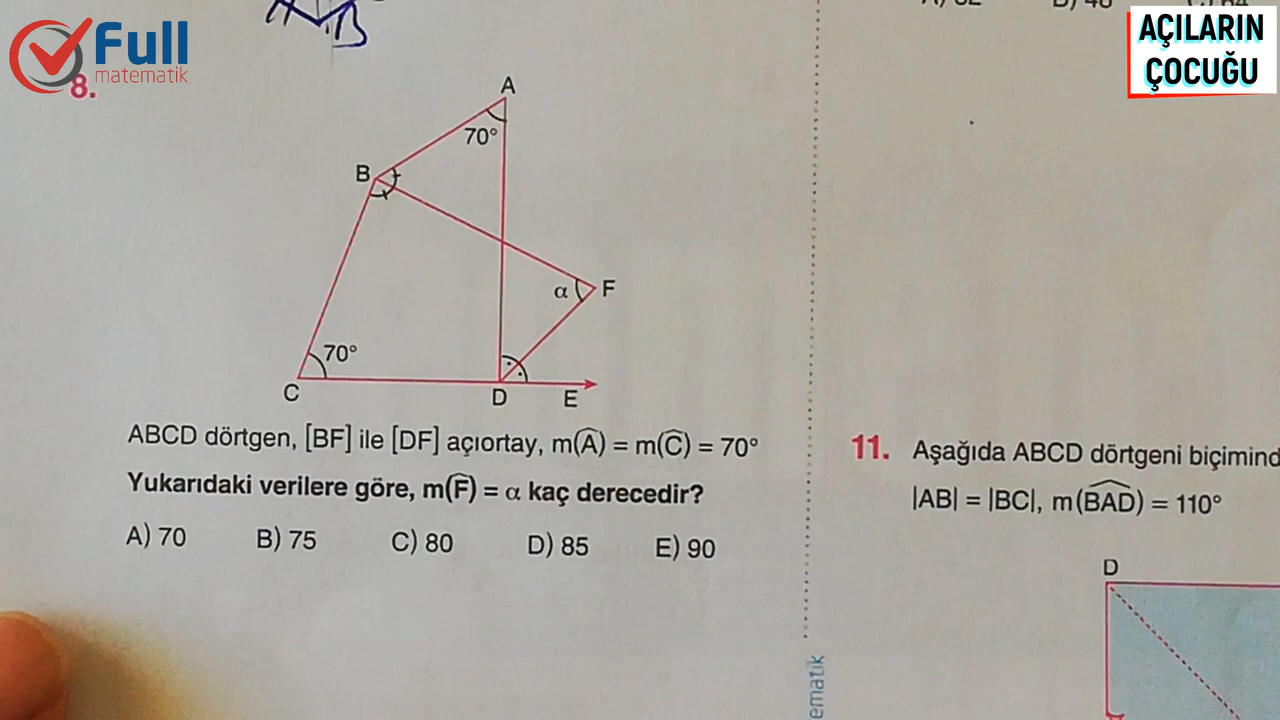 Full
matematik
AÇILARIN
ÇOCUĞU
8.
A
70°
B
α
F
70°
C
D
E
ABCD dörtgen, [BF] ile [DF] açıortay, m(A) = m(C) = 70°
Yukarıdaki verilere göre, m(F) = α kaç derecedir?
A) 70 B) 75 C) 80 D) 85 E) 90
11. Aşağıda ABCD dörtgeni biçimind
|AB| = |BC|, m(BAD) = 110°
D
ematik